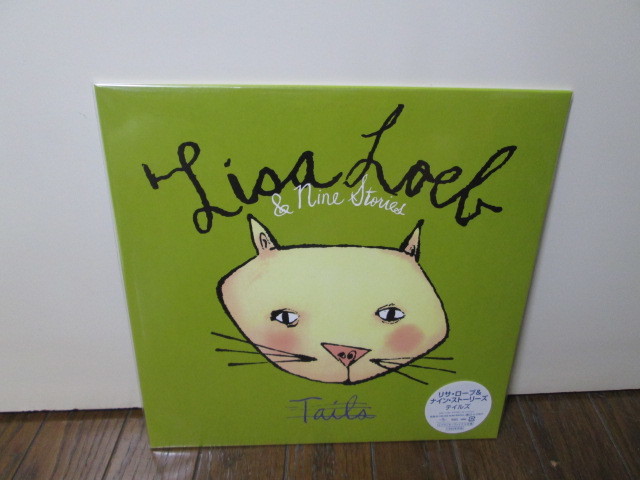 Lisa Loeb
& Nine Stories
Tails
リサ・ローブ&
ナイン・ストーリーズ
テイルズ